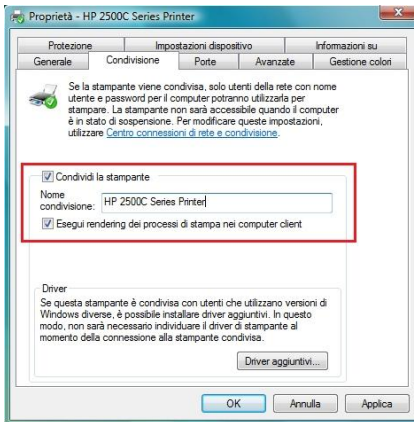 Proprietà - HP 2500C Series Printer
Protezione Impostazioni dispositivo Informazioni su
Generale Condivisione Porte Avanzate Gestione colori
Se la stampante viene condivisa, solo utenti della rete con nome
utente e password per il computer potranno utilizzarla per
stampare. La stampante non sarà accessibile quando il computer
è in stato di sospensione. Per modificare queste impostazioni,
utilizzare Centro connessioni di rete e condivisione.
Condividi la stampante
Nome
condivisione: HP 2500C Series Printer
Esegui rendering dei processi di stampa nei computer client
Driver
Se questa stampante è condivisa con utenti che utilizzano versioni di
Windows diverse, è possibile installare driver aggiuntivi. In questo
modo, non sarà necessario individuare il driver di stampante al
momento della connessione alla stampante condivisa.
Driver aggiuntivi...
OK Annulla Applica